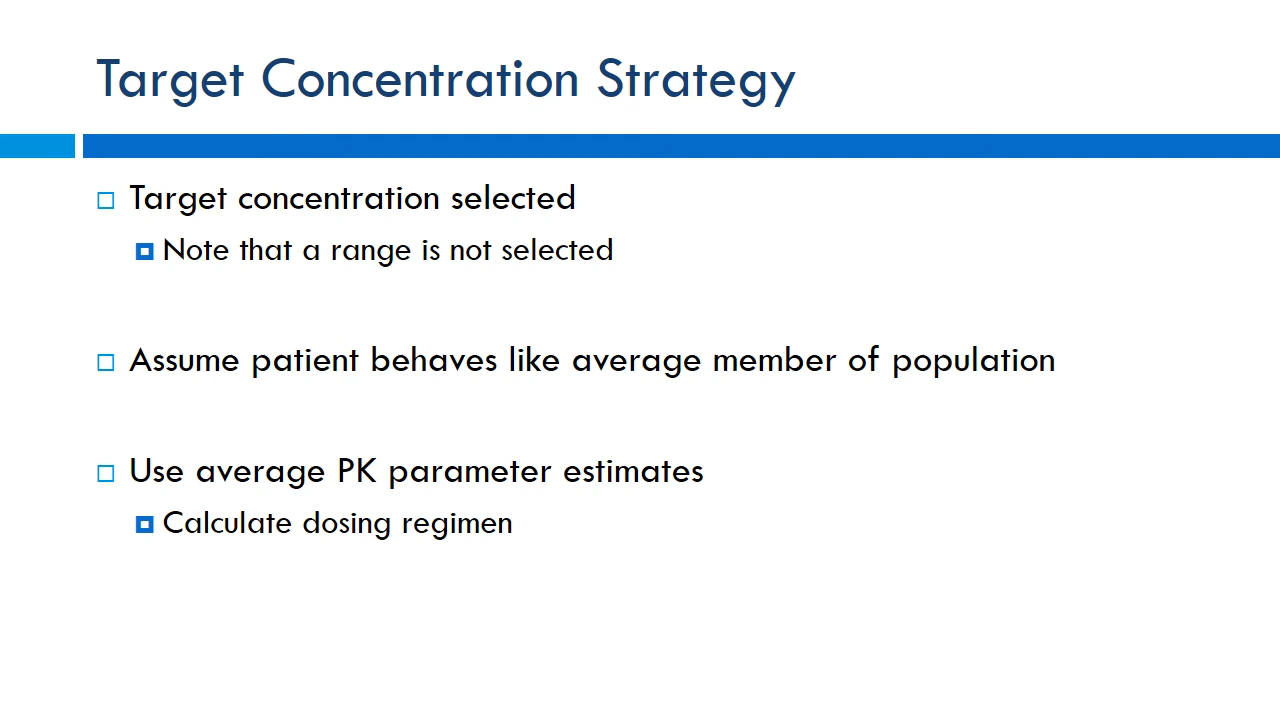 Target Concentration Strategy
Target concentration selected
Note that a range is not selected
Assume patient behaves like average member of population
Use average PK parameter estimates
Calculate dosing regimen